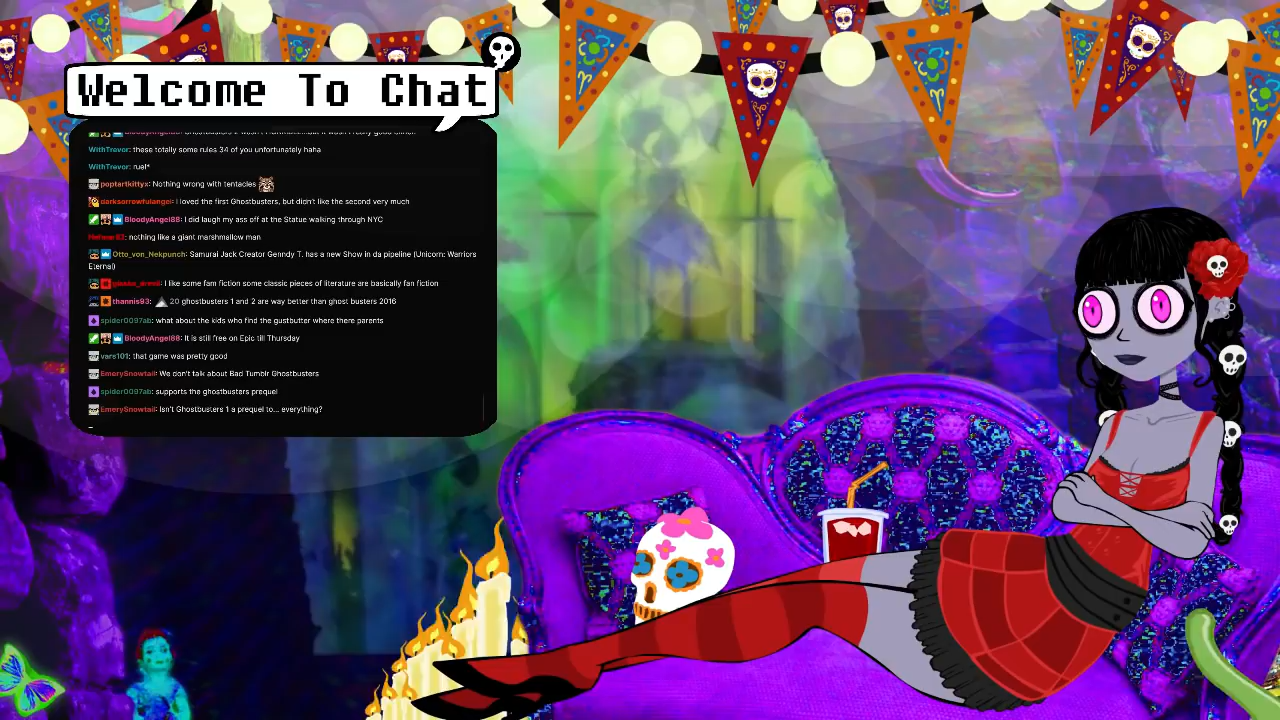 Welcome To Chat
WithTrevor: these totally some rules 34 of you unfortunately haha
WithTrevor: ruel*
poptartkittyx: Nothing wrong with tentacles
darksorrowfulangel: I loved the first Ghostbusters, but didn't like the second very much
BloodyAngel88: I did laugh my ass off at the Statue walking through NYC
nothing like a giant marshmallow man
Otto_von_Nekpunch: Samurai Jack Creator Genndy T. has a new Show in da pipeline (Unicorn: Warriors
Eternal)
I like some fam fiction some classic pieces of literature are basically fan fiction
thannis93: 20 ghostbusters 1 and 2 are way better than ghost busters 2016
spider0097ab: what about the kids who find the gustbutter where there parents
BloodyAngel88: It is still free on Epic till Thursday
vars101: that game was pretty good
EmerySnowtail: We don't talk about Bad Tumblr Ghostbusters
spider0097ab: supports the ghostbusters prequel
EmerySnowtail: Isn't Ghostbusters 1 a prequel to... everything?